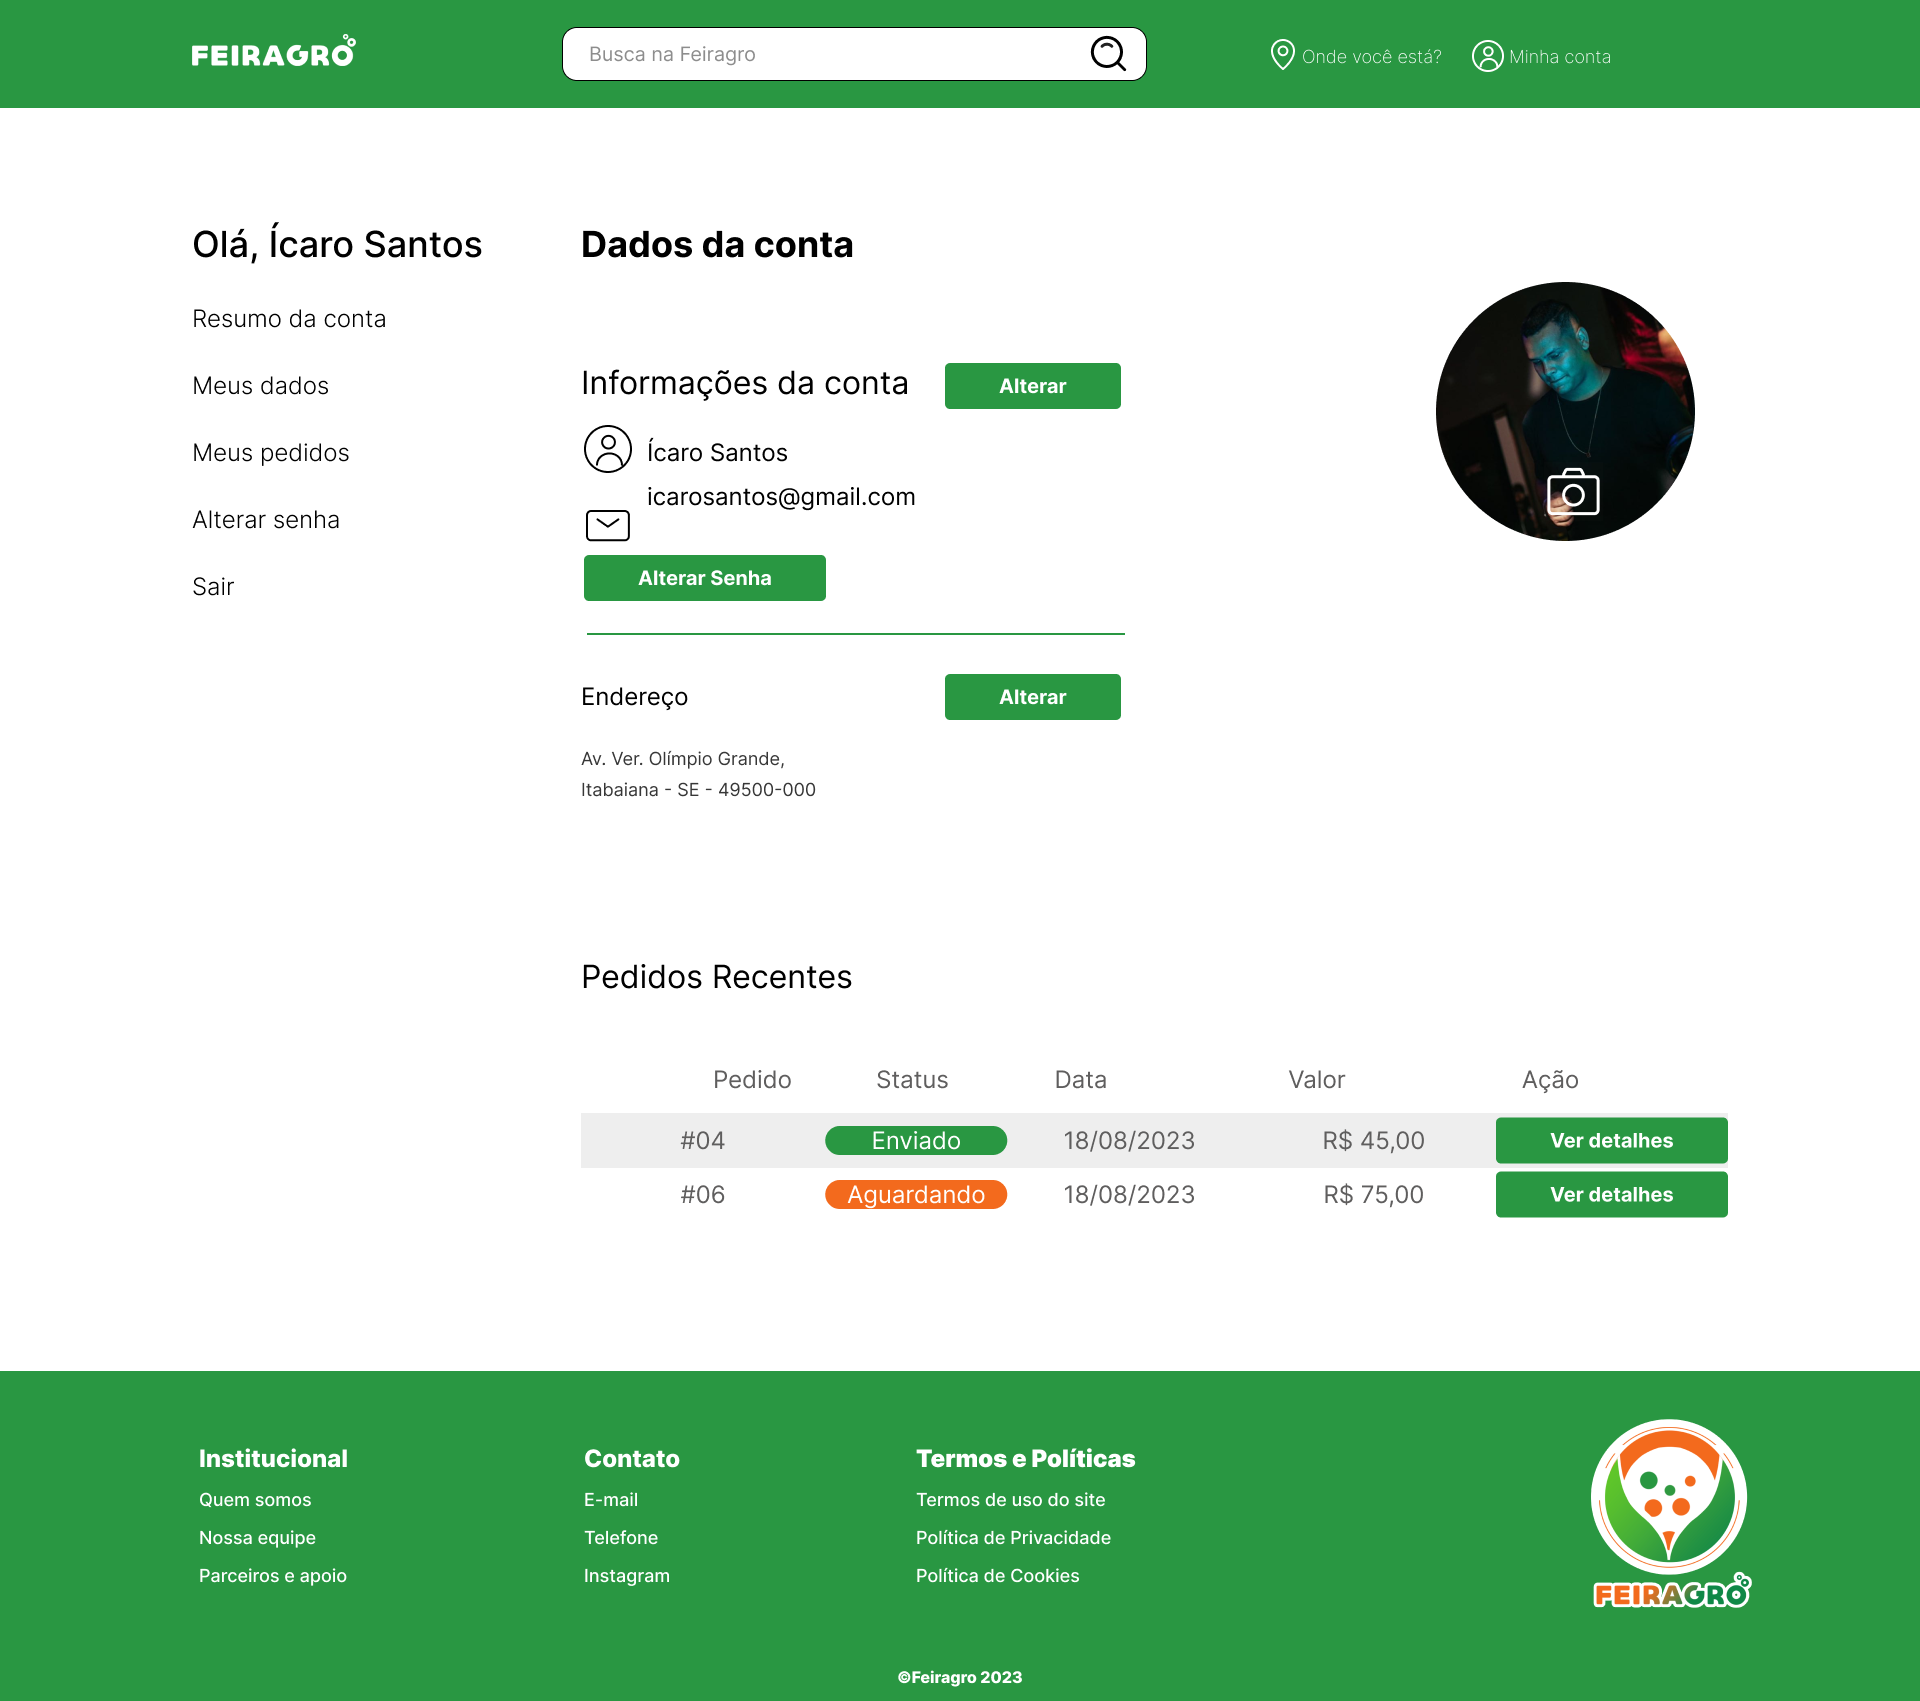 FEIRAGRO
Busca na Feiragro
Onde você está?
Minha conta
Olá, Ícaro Santos
Resumo da conta
Meus dados
Meus pedidos
Alterar senha
Sair
Dados da conta
Informações da conta
Alterar
Ícaro Santos
icarosantos@gmail.com
Alterar Senha
Endereço
Alterar
Av. Ver. Olímpio Grande,
Itabaiana - SE - 49500-000
Pedidos Recentes
Pedido Status Data Valor Ação
#04 Enviado 18/08/2023 R$ 45,00 Ver detalhes
#06 Aguardando 18/08/2023 R$ 75,00 Ver detalhes
Institucional
Quem somos
Nossa equipe
Parceiros e apoio
Contato
E-mail
Telefone
Instagram
Termos e Políticas
Termos de uso do site
Política de Privacidade
Política de Cookies
FEIRAGRO
©Feiragro 2023